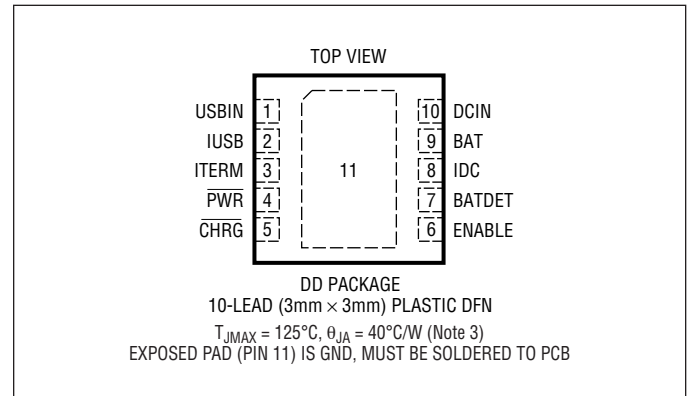 TOP VIEW
USBIN 1 10 DCIN
IUSB 2 9 BAT
ITERM 3 11 8 IDC
PWR 4 7 BATDET
CHRG 5 6 ENABLE
DD PACKAGE
10-LEAD (3mm × 3mm) PLASTIC DFN
TJMAX = 125°C, θJA = 40°C/W (Note 3)
EXPOSED PAD (PIN 11) IS GND, MUST BE SOLDERED TO PCB